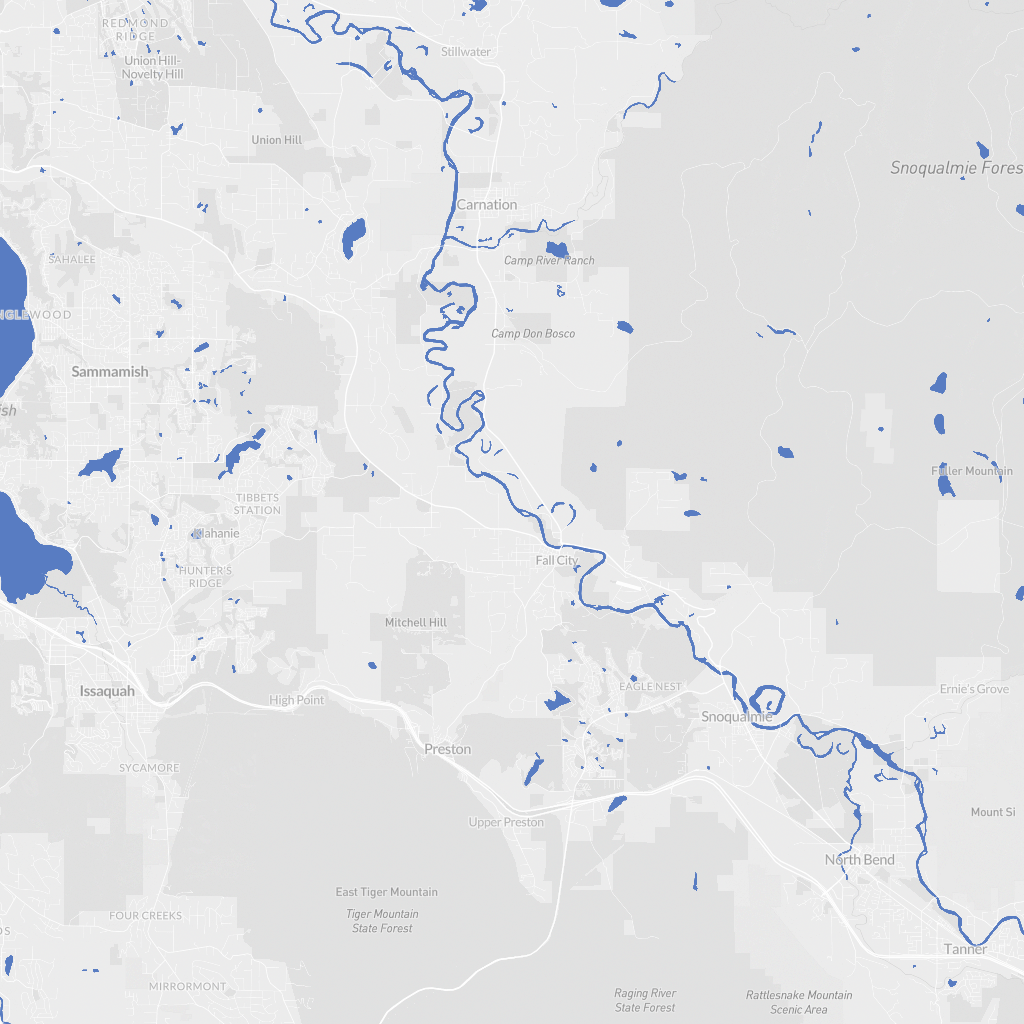 REDMOND
RIDGE
Union Hill-
Novelty Hill
Stillwater
Union Hill
Snoqualmie Fores
Carnation
SAHALEE
Camp River Ranch
NGLEWOOD
Camp Don Bosco
Sammamish
ish
Fuller Mountain
TIBBETS
STATION
Klahanie
Fall City
HUNTER'S
RIDGE
Mitchell Hill
EAGLE NEST
Ernie's Grove
Issaquah
High Point
Snoqualmie
Preston
SYCAMORE
Mount Si
Upper Preston
North Bend
East Tiger Mountain
FOUR CREEKS
Tiger Mountain
State Forest
DS
Tanner
MIRRORMONT
Raging River
State Forest
Rattlesnake Mountain
Scenic Area